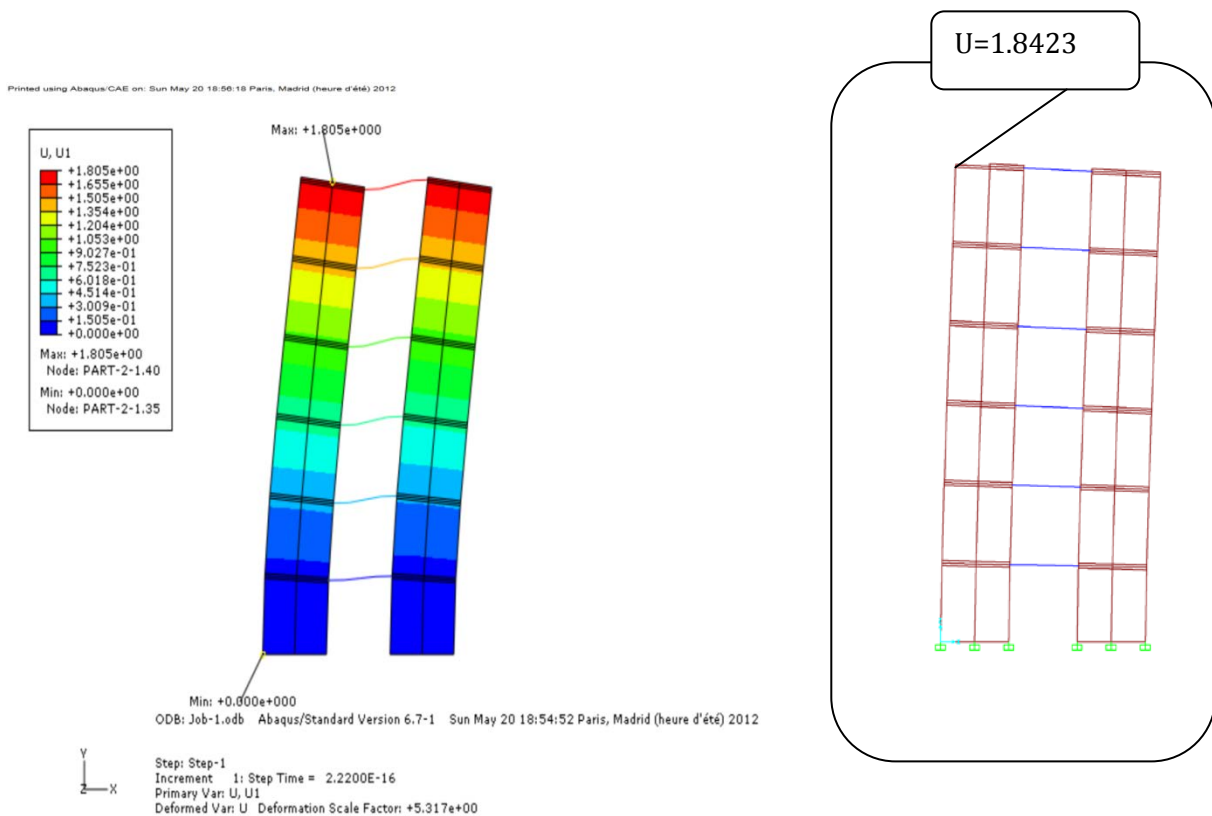 U=1.8423
Printed using Abaqus/CAE on: Sun May 20 18:56:18 Paris, Madrid (heure d'été) 2012
Max: +1.805e+000
U, U1
+1.805e+00
+1.655e+00
+1.505e+00
+1.354e+00
+1.204e+00
+1.053e+00
+9.027e-01
+7.523e-01
+6.018e-01
+4.514e-01
+3.009e-01
+1.505e-01
+0.000e+00
Max: +1.805e+00
Node: PART-2-1.40
Min: +0.000e+00
Node: PART-2-1.35
Min: +0.000e+000
ODB: Job-1.odb Abaqus/Standard Version 6.7-1 Sun May 20 18:54:52 Paris, Madrid (heure d'été) 2012
Y
Z X
Step: Step-1
Increment 1: Step Time = 2.2200E-16
Primary Var: U, U1
Deformed Var: U Deformation Scale Factor: +5.317e+00